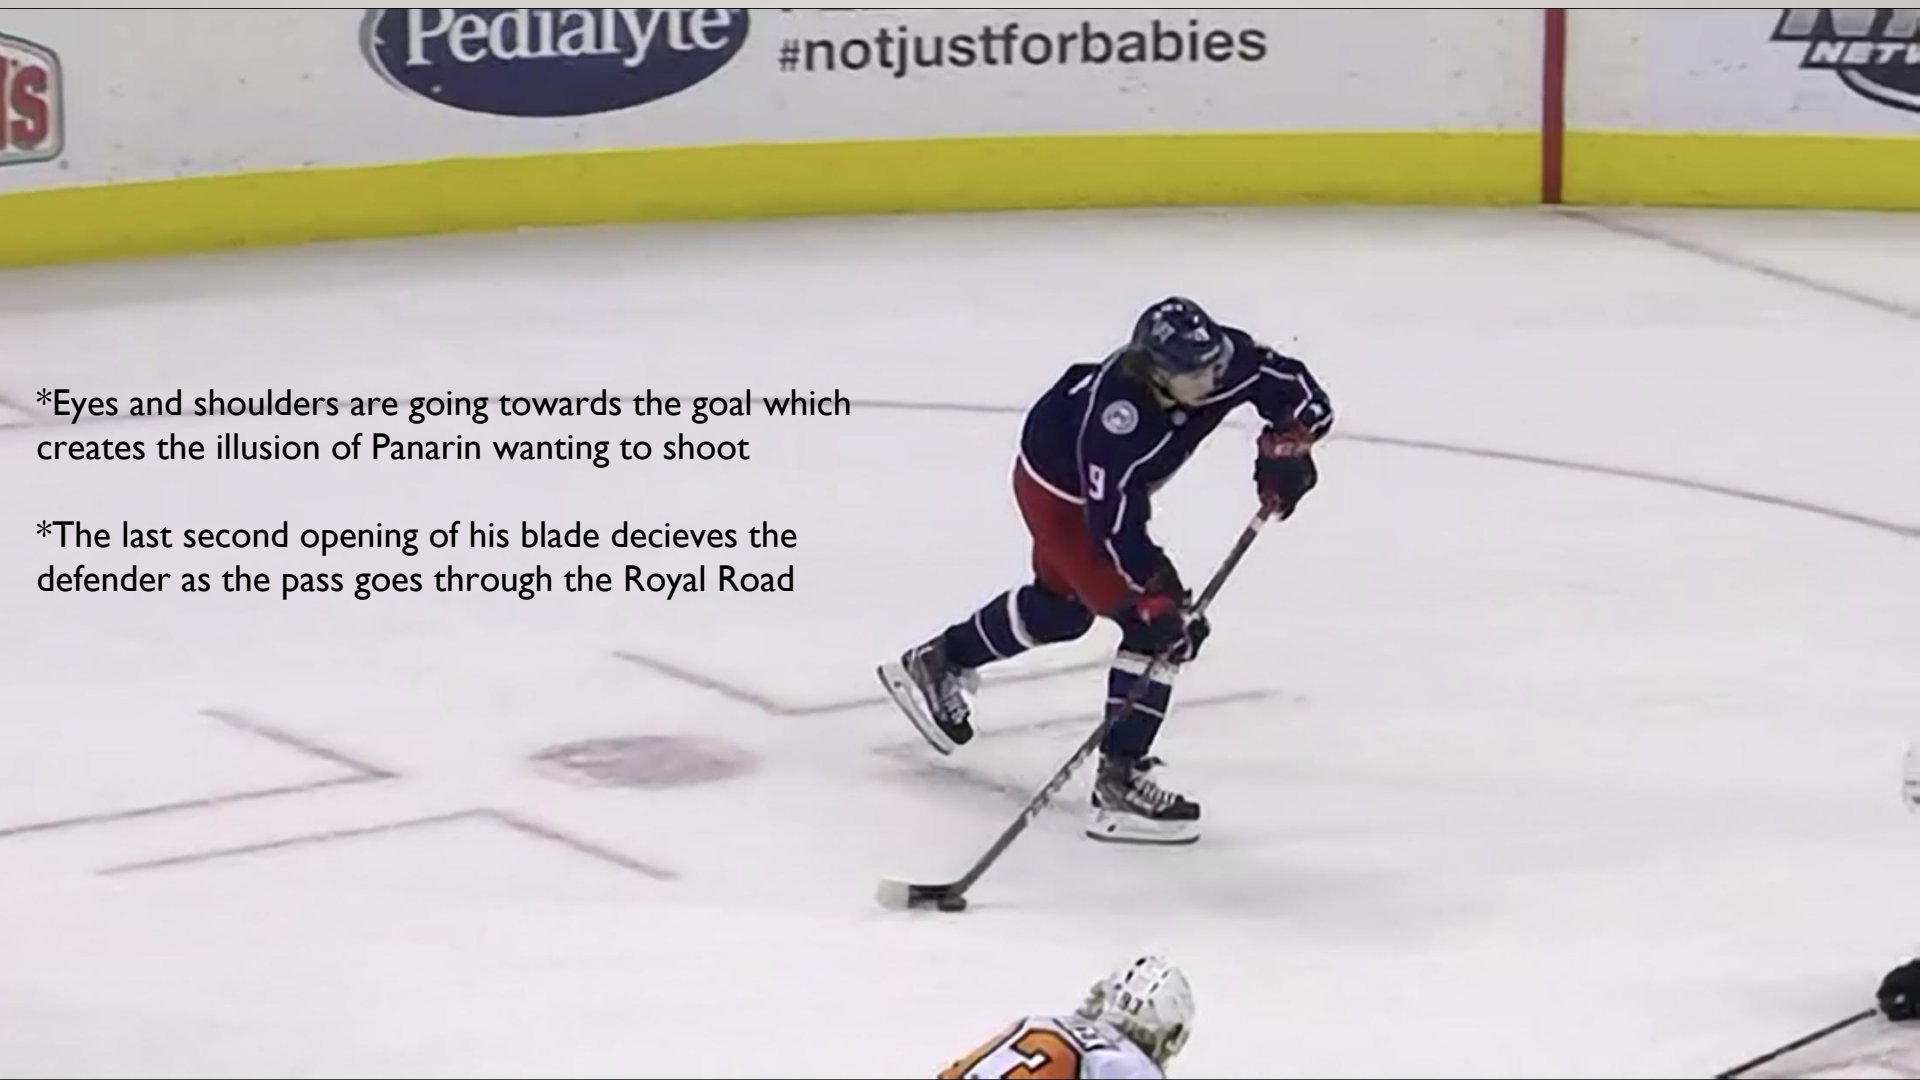 Pedialyte
#notjustforbabies
NETW
'S
*Eyes and shoulders are going towards the goal which
creates the illusion of Panarin wanting to shoot
*The last second opening of his blade decieves the
defender as the pass goes through the Royal Road
9
93